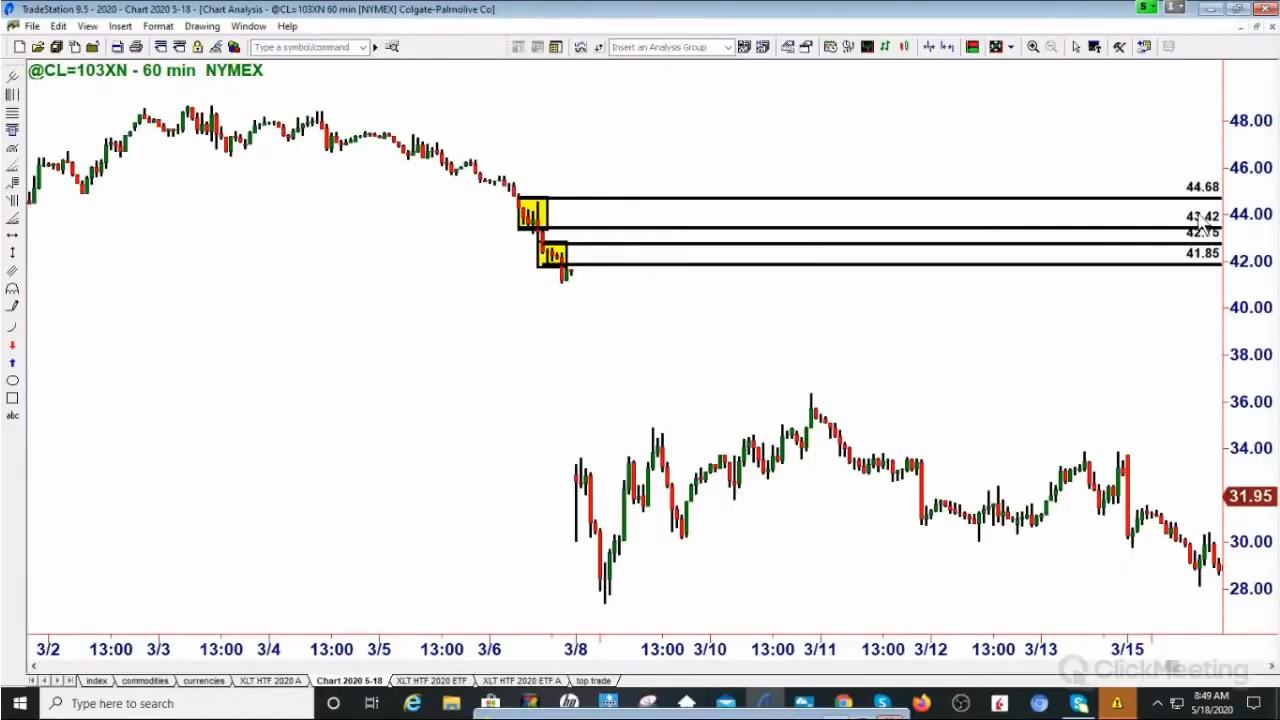 TradeStation 9.5 - 2020 - Chart 2020 5-18 - [Chart Analysis - @CL=103XN 60 min [NYMEX] Colgate-Palmolive Co]
File Edit View Insert Format Drawing Window Help
Type a symbol/command
Insert an Analysis Group
@CL=103XN - 60 min NYMEX
48.00
46.00
44.68
44.00
43.42
42.75
41.85
42.00
40.00
38.00
36.00
34.00
31.95
30.00
28.00
abc
3/2 13:00 3/3 13:00 3/4 13:00 3/5 13:00 3/6 3/8 13:00 3/10 13:00 3/11 13:00 3/12 13:00 3/13 3/15
ClickMeeting
index commodities currencies XLT HTF 2020 A Chart 2020 5-18 XLT HTF 2020 ETF XLT HTF 2020 ETF A top trade
Type here to search
8:49 AM
5/18/2020